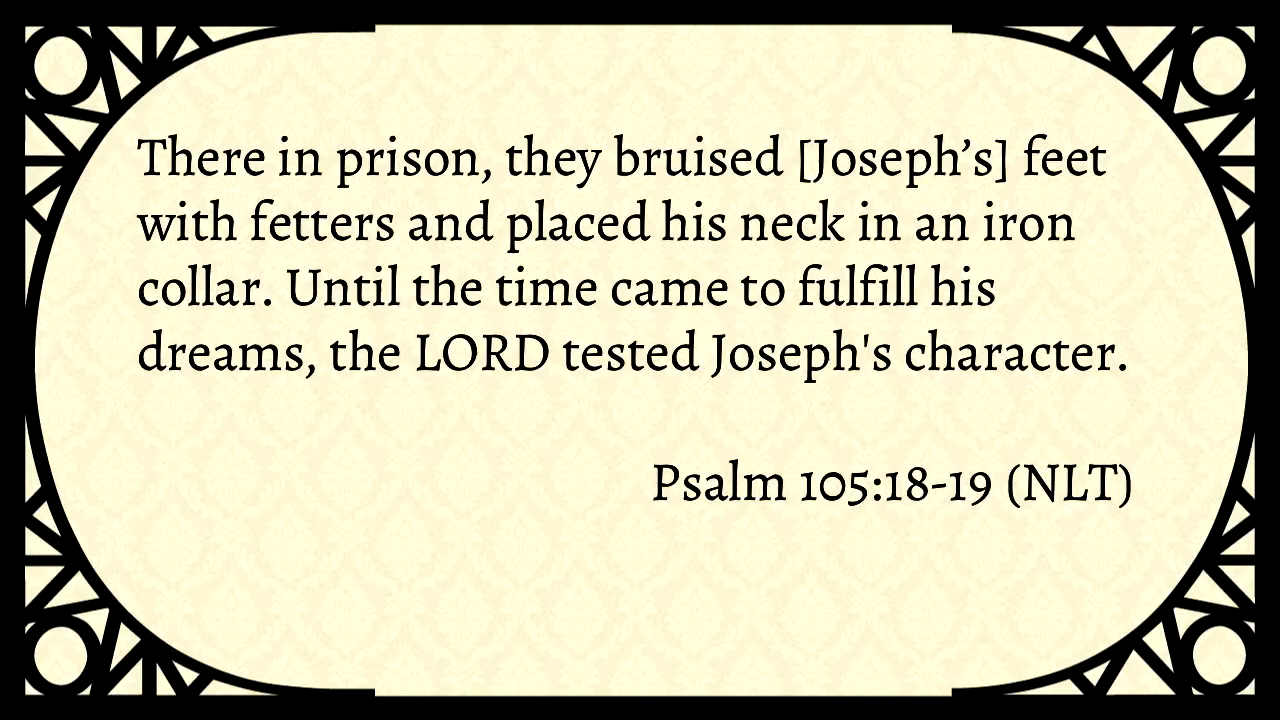 There in prison, they bruised [Joseph’s] feet
with fetters and placed his neck in an iron
collar. Until the time came to fulfill his
dreams, the LORD tested Joseph's character.
Psalm 105:18-19 (NLT)